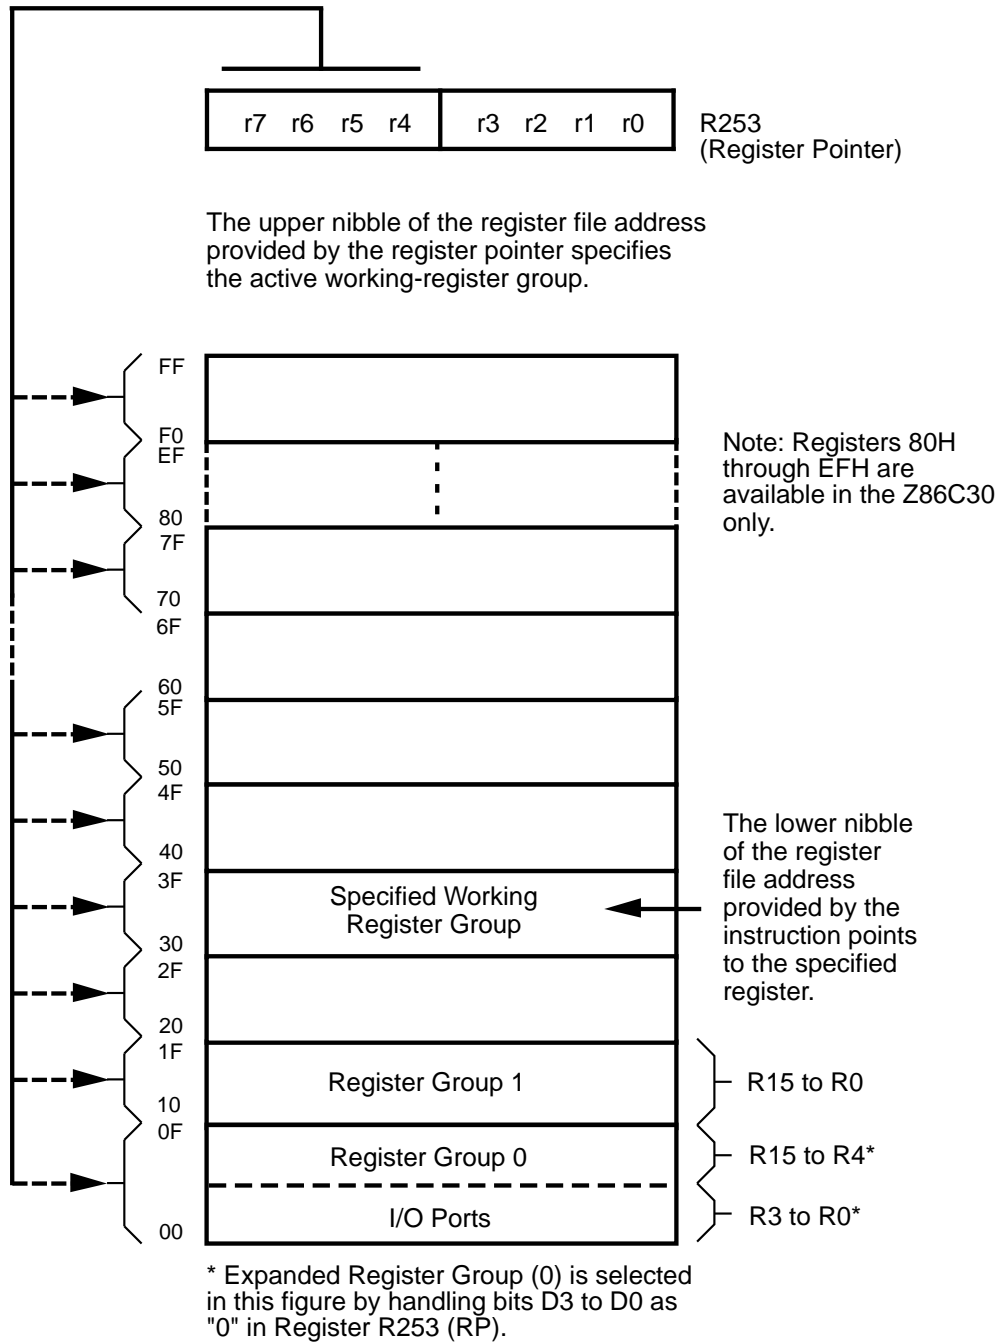 r7 r6 r5 r4 r3 r2 r1 r0
R253
(Register Pointer)
The upper nibble of the register file address
provided by the register pointer specifies
the active working-register group.
FF
F0
EF
80
7F
70
6F
60
5F
50
4F
40
3F
30
2F
20
1F
10
0F
00
Note: Registers 80H
through EFH are
available in the Z86C30
only.
Specified Working
Register Group
The lower nibble
of the register
file address
provided by the
instruction points
to the specified
register.
Register Group 1
R15 to R0
Register Group 0
R15 to R4*
I/O Ports
R3 to R0*
* Expanded Register Group (0) is selected
in this figure by handling bits D3 to D0 as
"0" in Register R253 (RP).